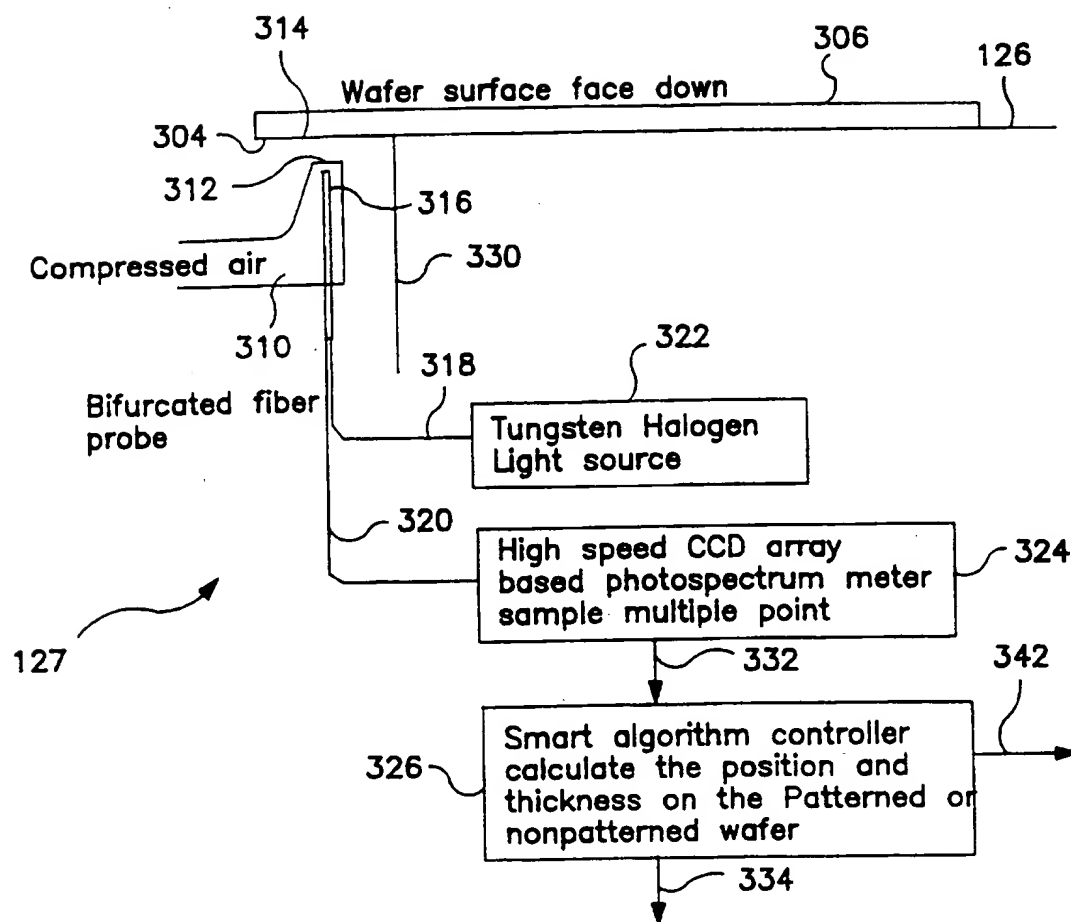 314
306
126
Wafer surface face down
304
312
316
Compressed air
330
310
322
318
Bifurcated fiber
probe
Tungsten Halogen
Light source
320
High speed CCD array
based photospectrum meter
sample multiple point
324
127
332
342
Smart algorithm controller
calculate the position and
thickness on the Patterned or
nonpatterned wafer
326
334